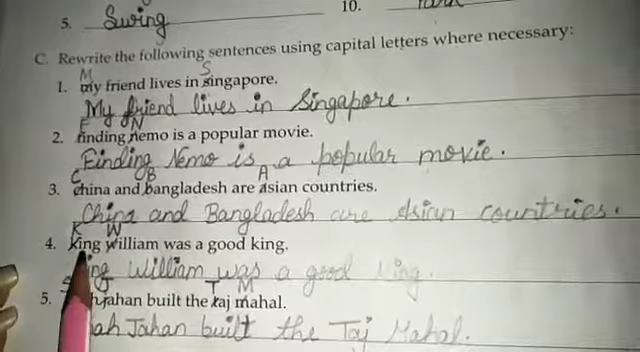 5. Swing
10.
C. Rewrite the following sentences using capital letters where necessary:
M S
1. my friend lives in singapore.
My friend lives in Singapore.
F N
2. finding nemo is a popular movie.
Finding Nemo is a popular movie.
C B A
3. china and bangladesh are asian countries.
China and Bangladesh are Asian countries.
K W
4. king william was a good king.
William was a good king.
T M
5. jahan built the taj mahal.
Jahan built the Taj Mahal.